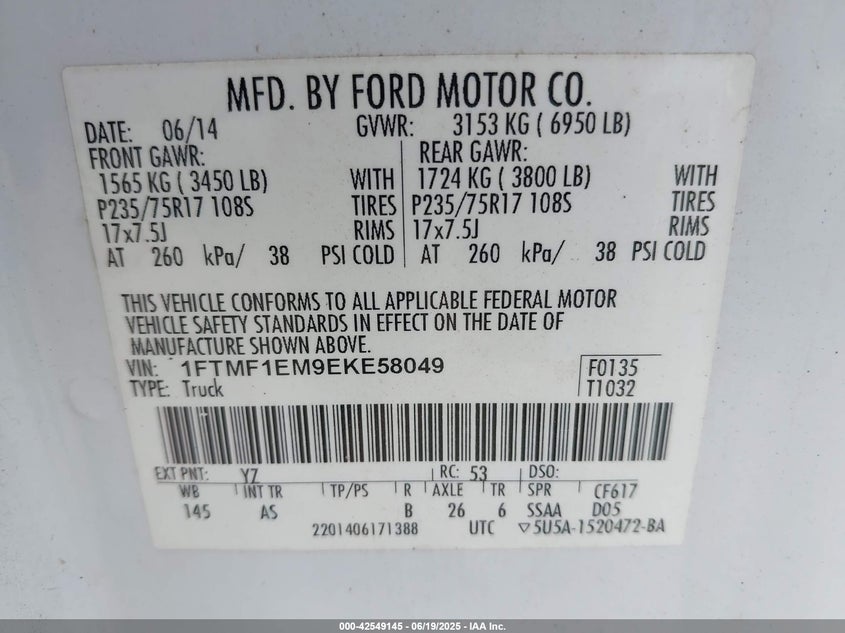 MFD. BY FORD MOTOR CO.
DATE: 06/14 GVWR: 3153 KG ( 6950 LB)
FRONT GAWR: REAR GAWR:
1565 KG ( 3450 LB) WITH 1724 KG ( 3800 LB) WITH
P235/75R17 108S TIRES P235/75R17 108S TIRES
17x7.5J RIMS 17x7.5J RIMS
AT 260 kPa/ 38 PSI COLD AT 260 kPa/ 38 PSI COLD
THIS VEHICLE CONFORMS TO ALL APPLICABLE FEDERAL MOTOR
VEHICLE SAFETY STANDARDS IN EFFECT ON THE DATE OF
MANUFACTURE SHOWN ABOVE.
VIN: 1FTMF1EM9EKE58049 F0135
TYPE: Truck T1032
EXT PNT: YZ RC: 53 DSO:
WB INT TR TP/PS R AXLE TR SPR CF617
145 AS B 26 6 SSAA D05
2201406171388 UTC ▽5U5A-1520472-BA
000-42549145 - 06/19/2025 - IAA Inc.